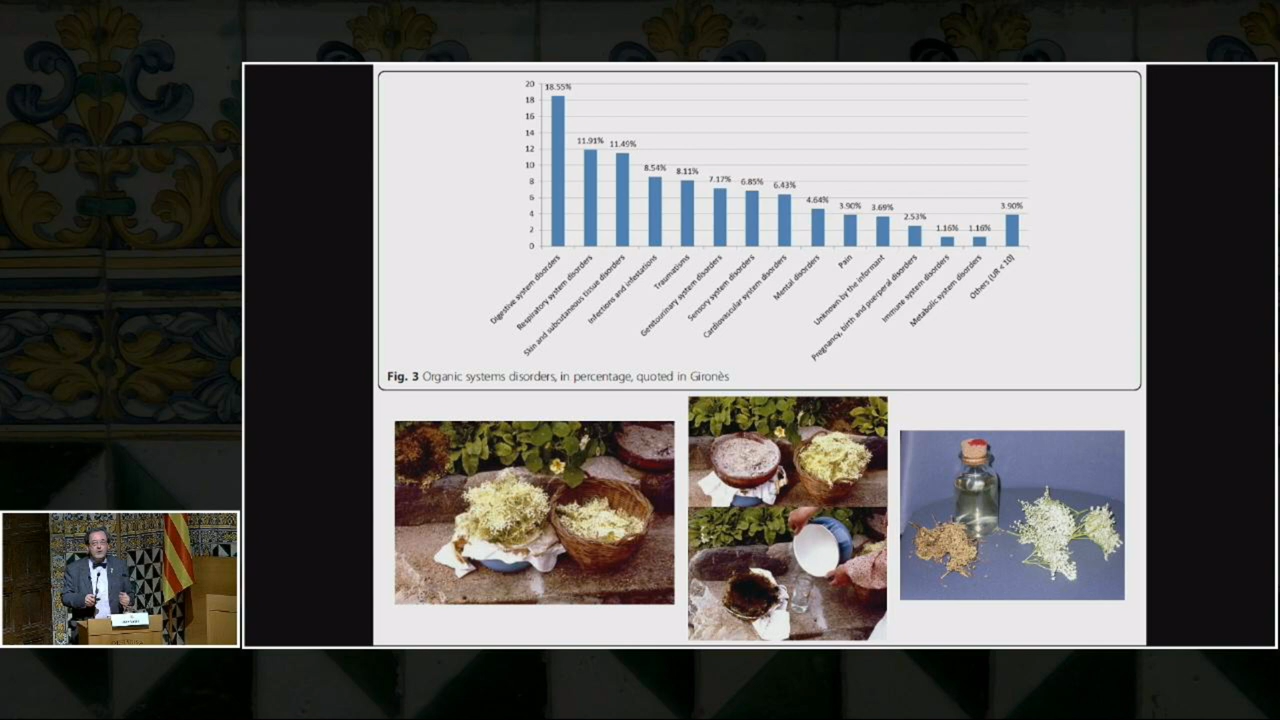 20
18
16
14
12
10
8
6
4
2
0
18.55%
11.91%
11.49%
8.54%
8.11%
7.17%
6.85%
6.43%
4.64%
3.90%
3.69%
2.53%
1.16%
1.16%
3.90%
Digestive system disorders
Respiratory system disorders
Skin and subcutaneous tissue disorders
Infections and infestations
Traumatisms
Genitourinary system disorders
Sensory system disorders
Cardiovascular system disorders
Mental disorders
Pain
Unknown by the informant
Pregnancy, birth and puerperal disorders
Immune system disorders
Metabolic system disorders
Others (UR < 10)
Fig. 3 Organic systems disorders, in percentage, quoted in Gironès